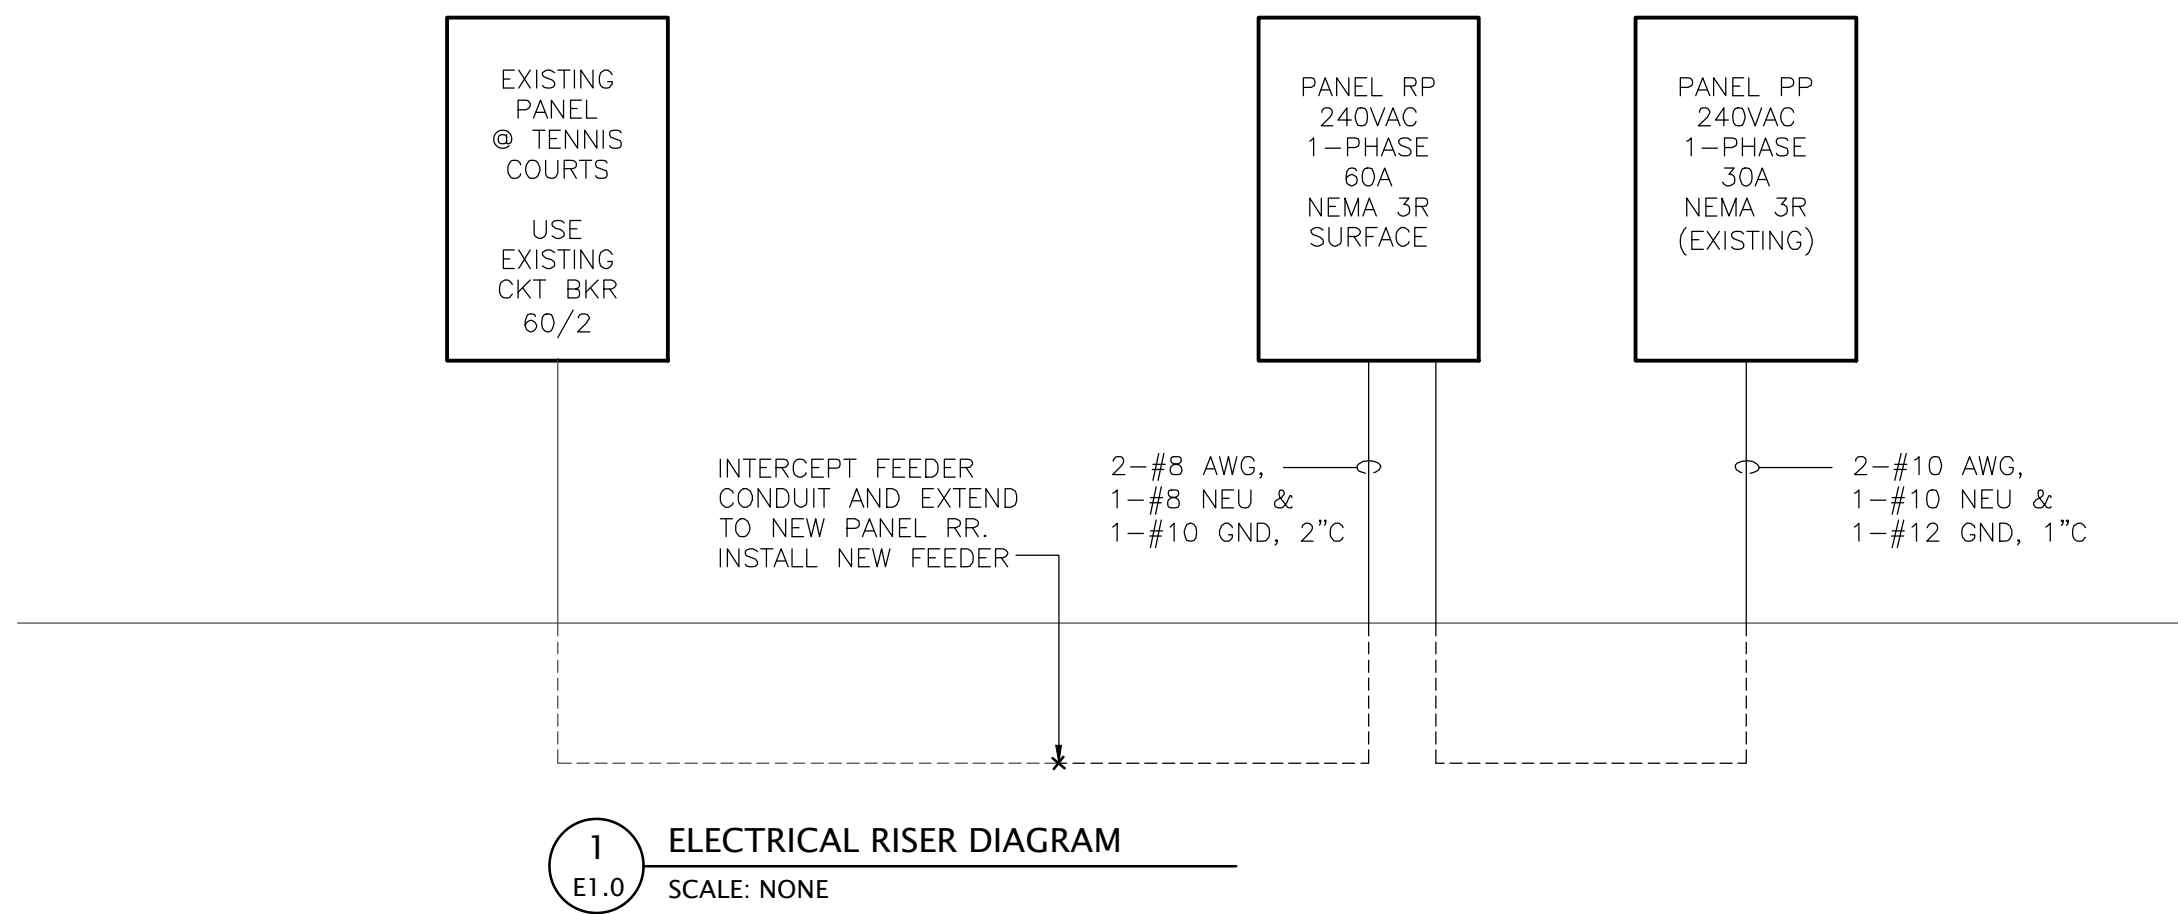 EXISTING
PANEL
@ TENNIS
COURTS
USE
EXISTING
CKT BKR
60/2
PANEL RP
240VAC
1-PHASE
60A
NEMA 3R
SURFACE
PANEL PP
240VAC
1-PHASE
30A
NEMA 3R
(EXISTING)
INTERCEPT FEEDER
CONDUIT AND EXTEND
TO NEW PANEL RR.
INSTALL NEW FEEDER
2-#8 AWG,
1-#8 NEU &
1-#10 GND, 2"C
2-#10 AWG,
1-#10 NEU &
1-#12 GND, 1"C
1
E1.0
ELECTRICAL RISER DIAGRAM
SCALE: NONE